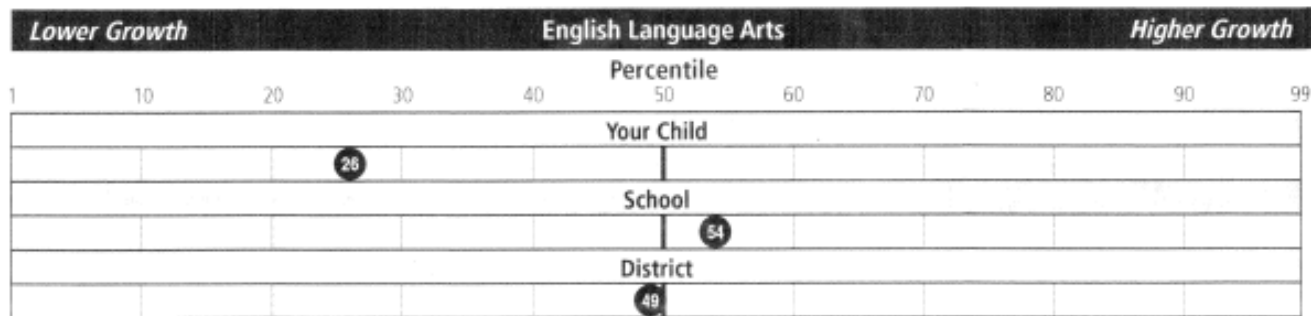 Lower Growth English Language Arts Higher Growth
Percentile
1 10 20 30 40 50 60 70 80 90 99
Your Child
26
School
54
District
49